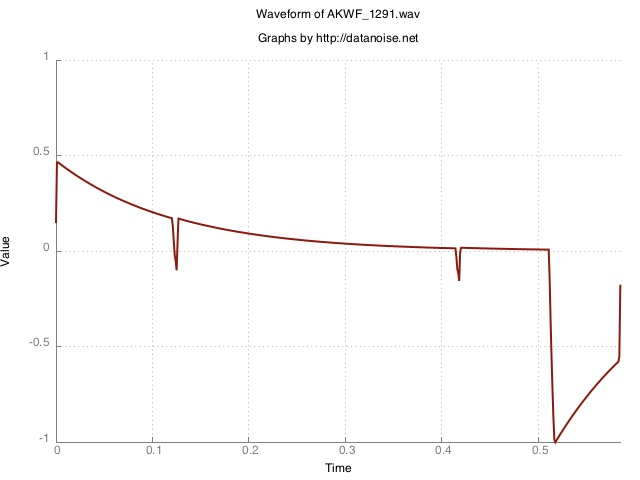 Waveform of AKWF_1291.wav
Graphs by http://datanoise.net
1
0.5
0
-0.5
-1
Value
0 0.1 0.2 0.3 0.4 0.5
Time